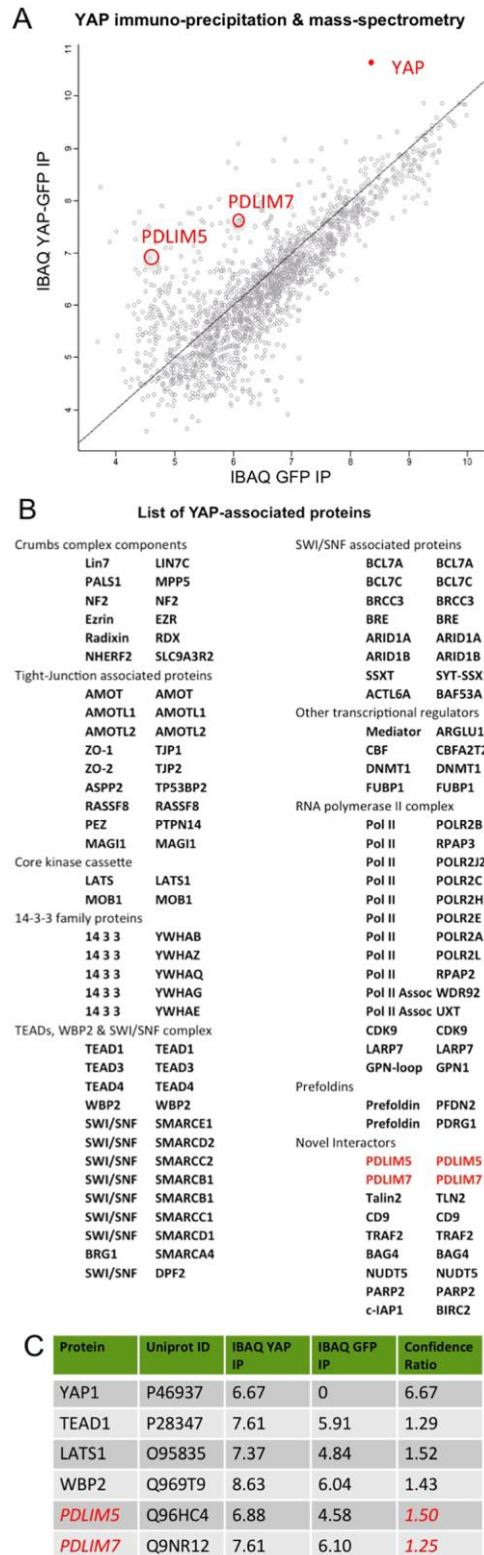 A
YAP immuno-precipitation & mass-spectrometry
IBAQ YAP-GFP IP
11
10
9
8
7
6
5
4
YAP
PDLIM7
PDLIM5
4 5 6 7 8 9 10
IBAQ GFP IP
B
List of YAP-associated proteins
Crumbs complex components
Lin7 LIN7C
PALS1 MPP5
NF2 NF2
Ezrin EZR
Radixin RDX
NHERF2 SLC9A3R2
Tight-Junction associated proteins
AMOT AMOT
AMOTL1 AMOTL1
AMOTL2 AMOTL2
ZO-1 TJP1
ZO-2 TJP2
ASPP2 TP53BP2
RASSF8 RASSF8
PEZ PTPN14
MAGI1 MAGI1
Core kinase cassette
LATS LATS1
MOB1 MOB1
14-3-3 family proteins
14 3 3 YWHAB
14 3 3 YWHAZ
14 3 3 YWHAQ
14 3 3 YWHAG
14 3 3 YWHAE
TEADs, WBP2 & SWI/SNF complex
TEAD1 TEAD1
TEAD3 TEAD3
TEAD4 TEAD4
WBP2 WBP2
SWI/SNF SMARCE1
SWI/SNF SMARCD2
SWI/SNF SMARCC2
SWI/SNF SMARCB1
SWI/SNF SMARCB1
SWI/SNF SMARCC1
SWI/SNF SMARCD1
BRG1 SMARCA4
SWI/SNF DPF2
SWI/SNF associated proteins
BCL7A BCL7A
BCL7C BCL7C
BRCC3 BRCC3
BRE BRE
ARID1A ARID1A
ARID1B ARID1B
SSXT SYT-SSX
ACTL6A BAF53A
Other transcriptional regulators
Mediator ARGLU1
CBF CBFA2T2
DNMT1 DNMT1
FUBP1 FUBP1
RNA polymerase II complex
Pol II POLR2B
Pol II RPAP3
Pol II POLR2J2
Pol II POLR2C
Pol II POLR2H
Pol II POLR2E
Pol II POLR2A
Pol II POLR2L
Pol II RPAP2
Pol II Assoc WDR92
Pol II Assoc UXT
CDK9 CDK9
LARP7 LARP7
GPN-loop GPN1
Prefoldins
Prefoldin PFDN2
Prefoldin PDRG1
Novel Interactors
PDLIM5 PDLIM5
PDLIM7 PDLIM7
Talin2 TLN2
CD9 CD9
TRAF2 TRAF2
BAG4 BAG4
NUDT5 NUDT5
PARP2 PARP2
c-IAP1 BIRC2
C
Protein Uniprot ID IBAQ YAP IP IBAQ GFP IP Confidence Ratio
YAP1 P46937 6.67 0 6.67
TEAD1 P28347 7.61 5.91 1.29
LATS1 O95835 7.37 4.84 1.52
WBP2 Q969T9 8.63 6.04 1.43
PDLIM5 Q96HC4 6.88 4.58 1.50
PDLIM7 Q9NR12 7.61 6.10 1.25